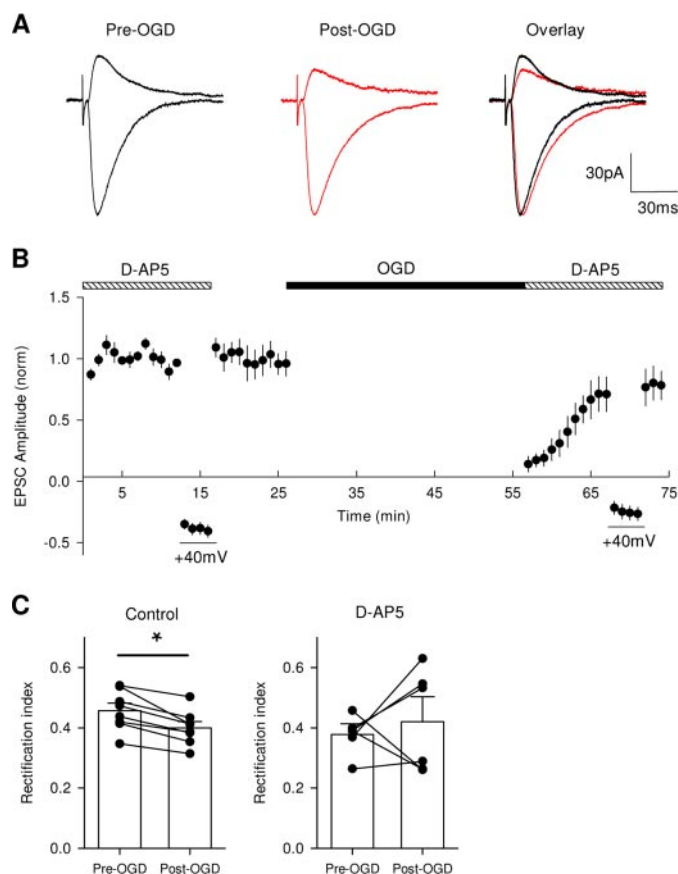 A
Pre-OGD
Post-OGD
Overlay
30pA
30ms
B
D-AP5
OGD
D-AP5
1.5
1.0
0.5
0.0
-0.5
EPSC Amplitude (norm)
5
15
25
35
45
55
65
75
Time (min)
+40mV
+40mV
C
Control
*
0.6
0.4
0.2
0.0
Rectification index
Pre-OGD
Post-OGD
D-AP5
0.6
0.4
0.2
0.0
Rectification index
Pre-OGD
Post-OGD